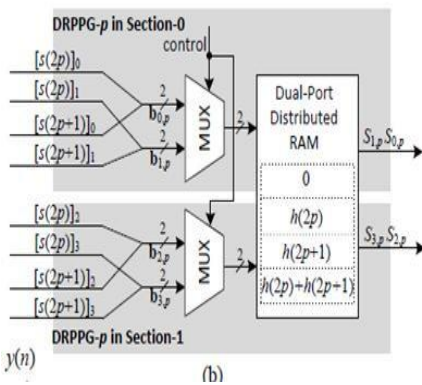 DRPPG-p in Section-0
control
[s(2p)]₀
[s(2p)]₁
[s(2p+1)]₀
[s(2p+1)]₁
2
b₀,ₚ
2
b₁,ₚ
MUX
2
Dual-Port
Distributed
RAM
0
h(2p)
h(2p+1)
h(2p)+h(2p+1)
S₁,ₚ S₀,ₚ
S₃,ₚ S₂,ₚ
[s(2p)]₂
[s(2p)]₃
[s(2p+1)]₂
[s(2p+1)]₃
2
b₂,ₚ
2
b₃,ₚ
MUX
2
DRPPG-p in Section-1
y(n)
(b)